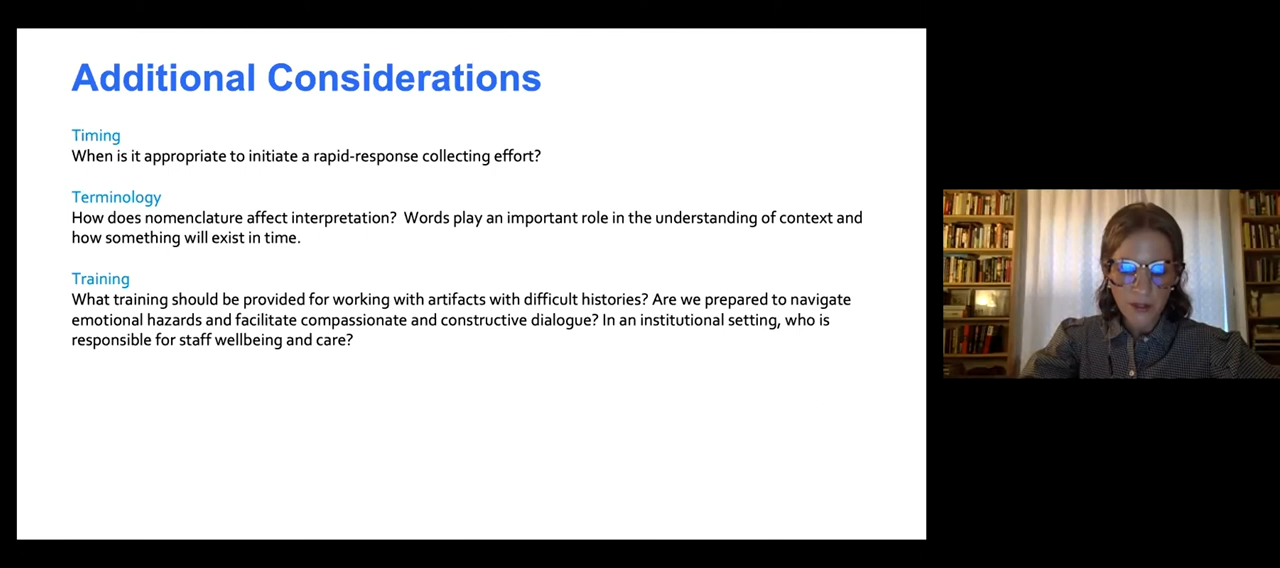 Additional Considerations
Timing
When is it appropriate to initiate a rapid-response collecting effort?
Terminology
How does nomenclature affect interpretation?  Words play an important role in the understanding of context and
how something will exist in time.
Training
What training should be provided for working with artifacts with difficult histories? Are we prepared to navigate
emotional hazards and facilitate compassionate and constructive dialogue? In an institutional setting, who is
responsible for staff wellbeing and care?